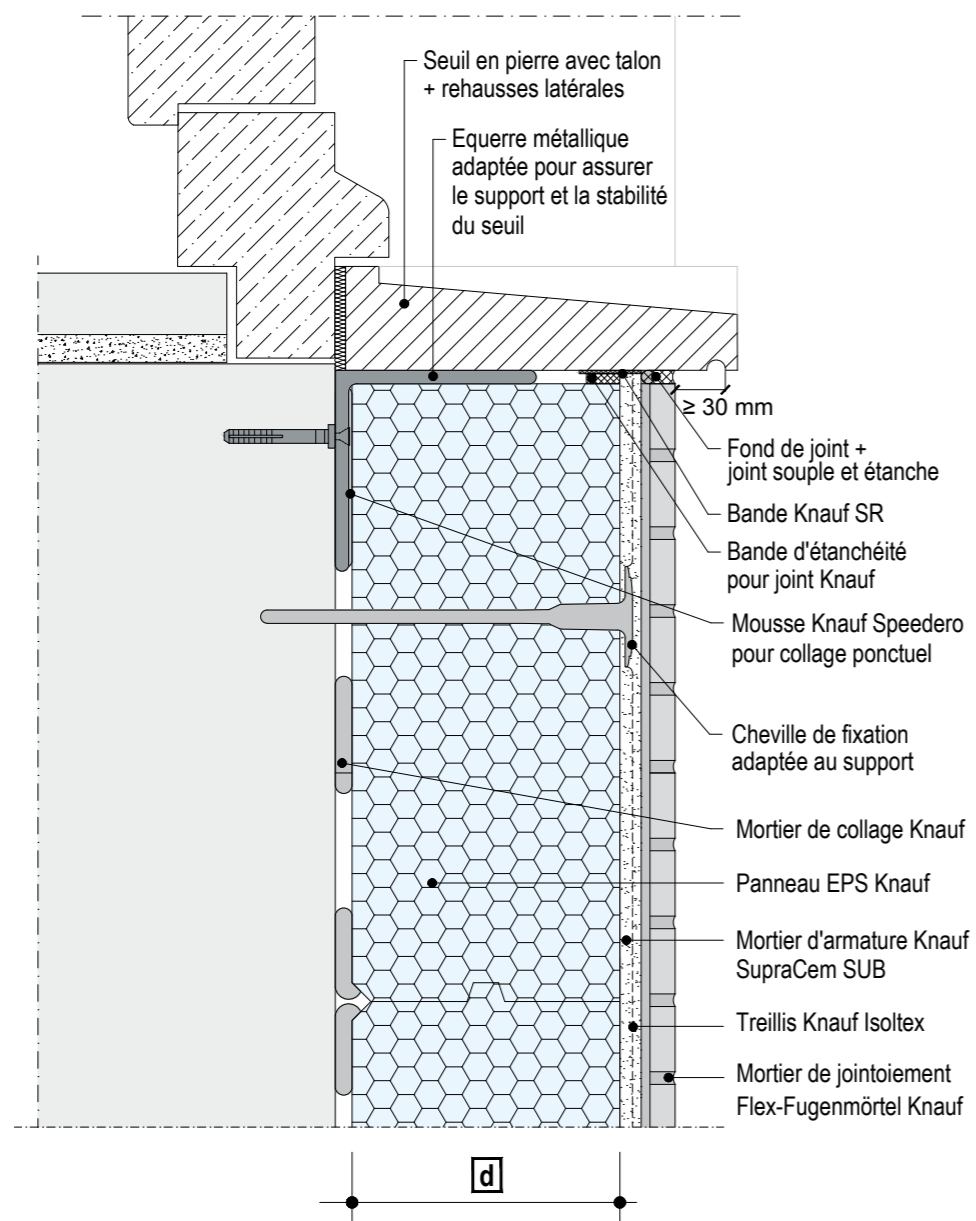 Seuil en pierre avec talon
+ rehausses latérales
Equerre métallique
adaptée pour assurer
le support et la stabilité
du seuil
≥ 30 mm
Fond de joint +
joint souple et étanche
Bande Knauf SR
Bande d'étanchéité
pour joint Knauf
Mousse Knauf Speedero
pour collage ponctuel
Cheville de fixation
adaptée au support
Mortier de collage Knauf
Panneau EPS Knauf
Mortier d'armature Knauf
SupraCem SUB
Treillis Knauf Isoltex
Mortier de jointoiement
Flex-Fugenmörtel Knauf
d